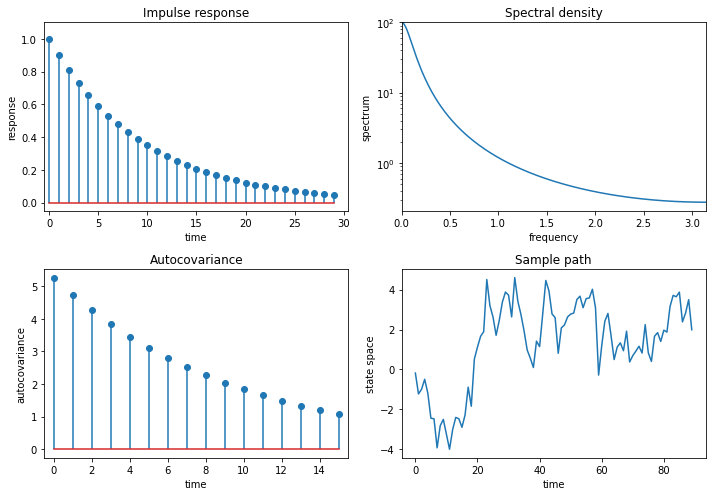 Impulse response
1.0
0.8
0.6
0.4
0.2
0.0
response
0 5 10 15 20 25 30
time
Spectral density
10²
10¹
10⁰
spectrum
0.0 0.5 1.0 1.5 2.0 2.5 3.0
frequency
Autocovariance
5
4
3
2
1
0
autocovariance
0 2 4 6 8 10 12 14
time
Sample path
4
2
0
−2
−4
state space
0 20 40 60 80
time